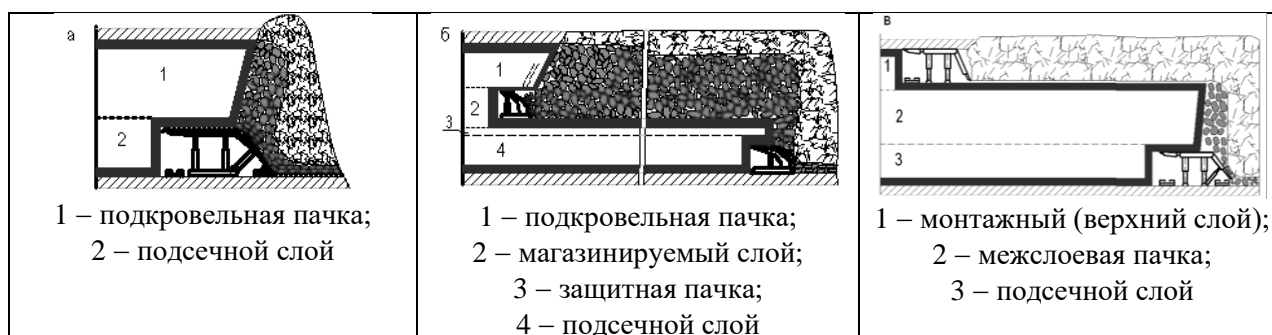 а
1
2
1 – подкровельная пачка;
2 – подсечной слой
б
1
2
3
4
1 – подкровельная пачка;
2 – магазинируемый слой;
3 – защитная пачка;
4 – подсечной слой
в
1
2
3
1 – монтажный (верхний слой);
2 – межслоевая пачка;
3 – подсечной слой